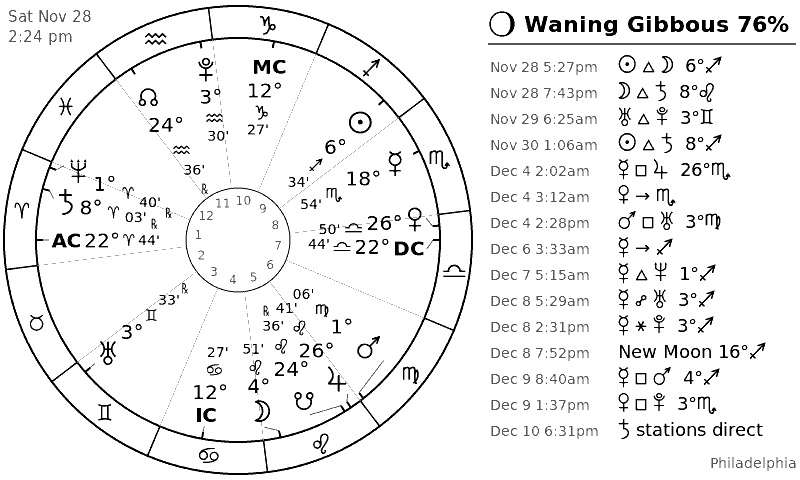 Sat Nov 28
2:24 pm
♒ ♑ ♐ ♏ ♎ ♍ ♌ ♋ ♊ ♉ ♈ ♓
MC
12°
♑
27'
♇
3°
♒
30'
☊
24°
♒
36'
℞
☉
6°
♐
34'
☿
18°
♏
54'
♆ 1° ♈ 40' ℞
♄ 8° ♈ 03' ℞
AC 22° ♈ 44'
50' ♎ 26° ♀
44' ♎ 22° DC
12 11 10 9 8 7 6 5 4 3 2 1
♅ 3° ♊ 33' ℞
27'
♋
12°
IC
51'
♌
4°
☽
℞
36'
♌
24°
☋
℞
41'
♌
26°
♃
06'
♍
1°
♂
Waning Gibbous 76%
Nov 28 5:27pm ☉ △ ☽ 6°♐
Nov 28 7:43pm ☽ △ ♄ 8°♌
Nov 29 6:25am ♅ △ ♇ 3°♊
Nov 30 1:06am ☉ △ ♄ 8°♐
Dec 4 2:02am ☿ □ ♃ 26°♏
Dec 4 3:12am ♀ → ♏
Dec 4 2:28pm ♂ □ ♅ 3°♍
Dec 6 3:33am ☿ → ♐
Dec 7 5:15am ☿ △ ♆ 1°♐
Dec 8 5:29am ☿ ☍ ♅ 3°♐
Dec 8 2:31pm ☿ ⚹ ♇ 3°♐
Dec 8 7:52pm New Moon 16°♐
Dec 9 8:40am ☿ □ ♂ 4°♐
Dec 9 1:37pm ♀ □ ♇ 3°♏
Dec 10 6:31pm ♄ stations direct
Philadelphia